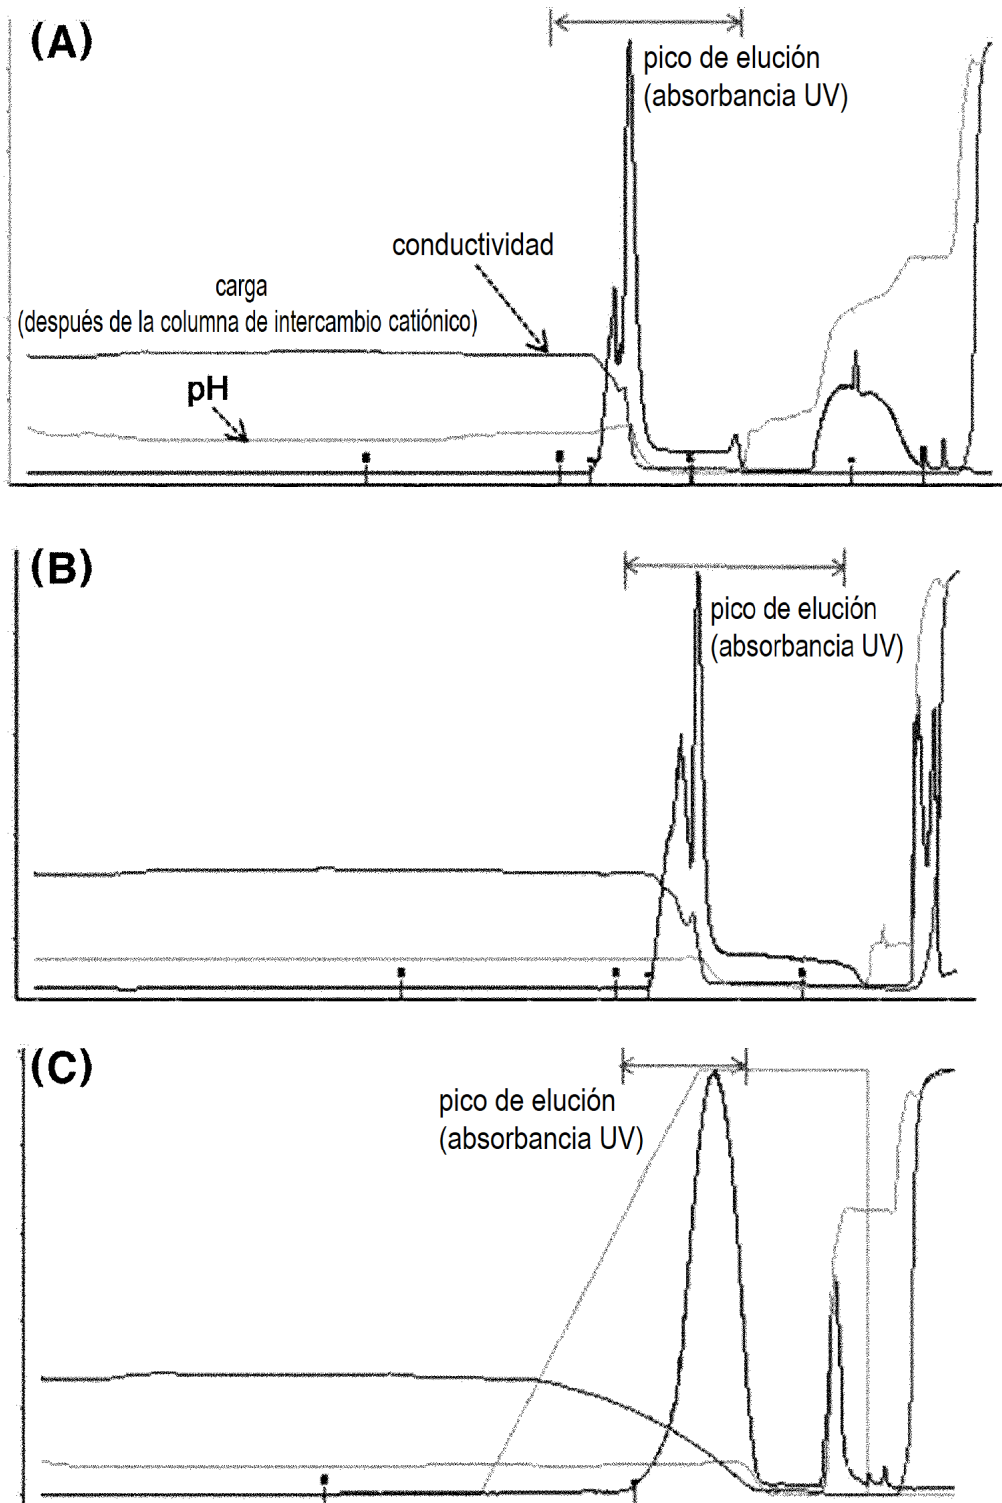 (A)
pico de elución
(absorbancia UV)
conductividad
carga
(después de la columna de intercambio catiónico)
pH
(B)
pico de elución
(absorbancia UV)
(C)
pico de elución
(absorbancia UV)